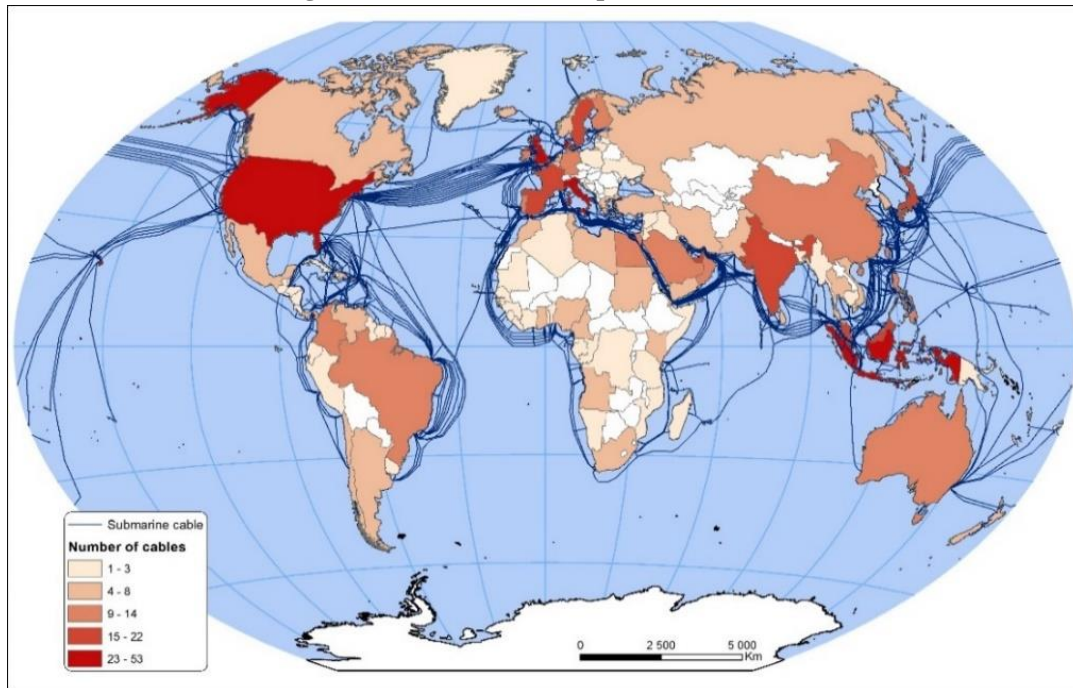 Submarine cable
Number of cables
1 - 3
4 - 8
9 - 14
15 - 22
23 - 53
0 2 500 5 000
Km